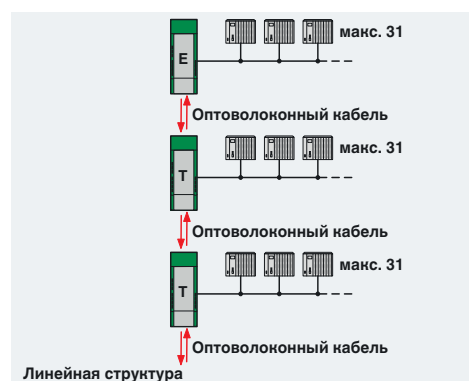 макс. 31
E
Оптоволоконный кабель
макс. 31
T
Оптоволоконный кабель
макс. 31
T
Оптоволоконный кабель
Линейная структура